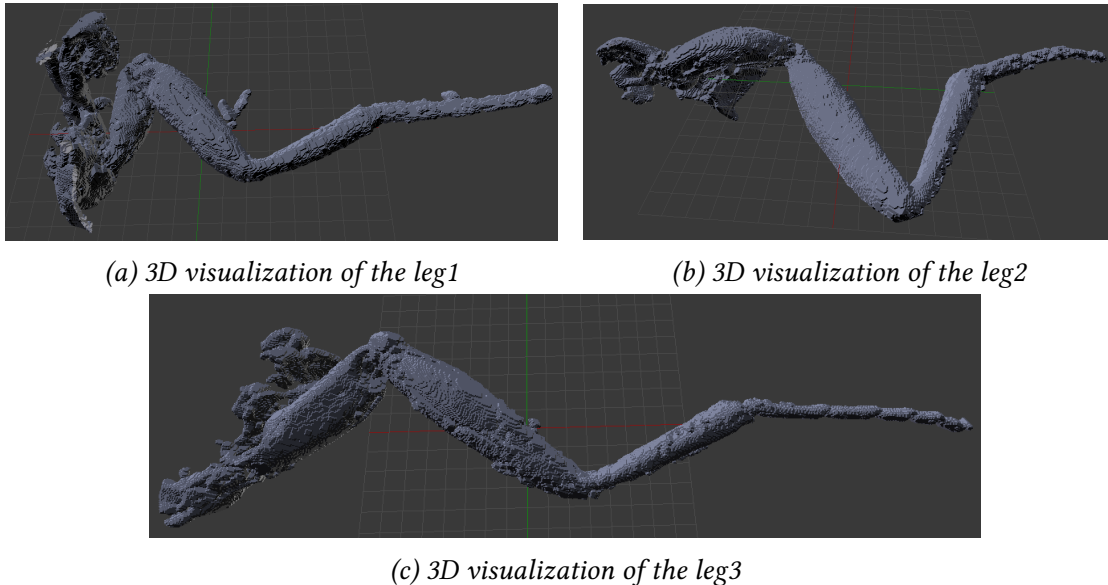 (a) 3D visualization of the leg1
(b) 3D visualization of the leg2
(c) 3D visualization of the leg3